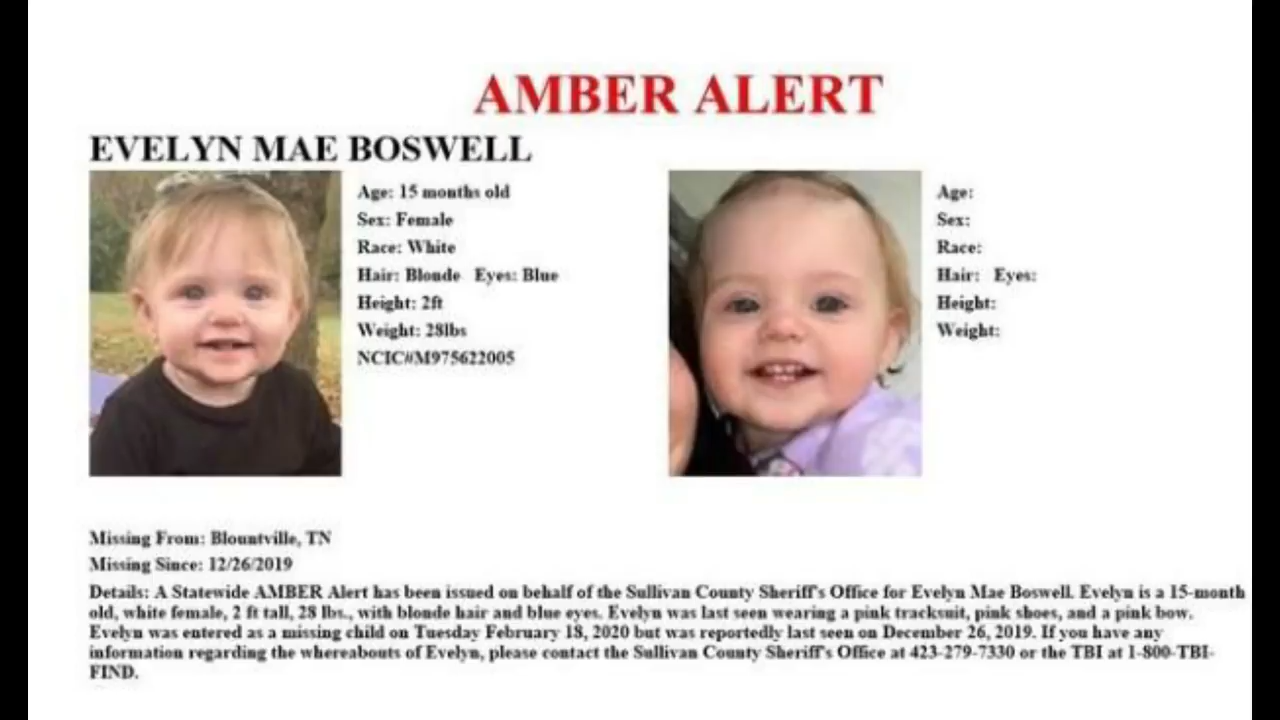 AMBER ALERT
EVELYN MAE BOSWELL
Age: 15 months old
Sex: Female
Race: White
Hair: Blonde Eyes: Blue
Height: 2ft
Weight: 28lbs
NCIC#M975622005
Age:
Sex:
Race:
Hair: Eyes:
Height:
Weight:
Missing From: Blountville, TN
Missing Since: 12/26/2019
Details: A Statewide AMBER Alert has been issued on behalf of the Sullivan County Sheriff's Office for Evelyn Mae Boswell. Evelyn is a 15-month
old, white female, 2 ft tall, 28 lbs., with blonde hair and blue eyes. Evelyn was last seen wearing a pink tracksuit, pink shoes, and a pink bow.
Evelyn was entered as a missing child on Tuesday February 18, 2020 but was reportedly last seen on December 26, 2019. If you have any
information regarding the whereabouts of Evelyn, please contact the Sullivan County Sheriff's Office at 423-279-7330 or the TBI at 1-800-TBI-
FIND.